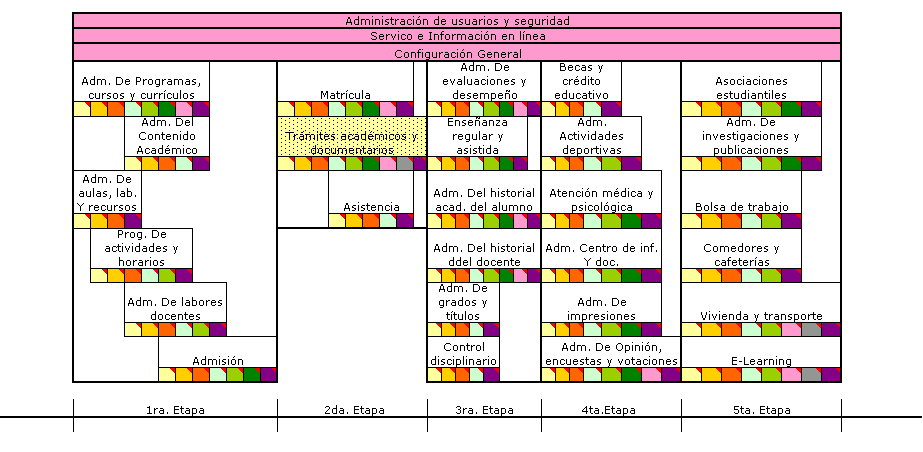 Administración de usuarios y seguridad
Servico e Información en línea
Configuración General
Adm. De Programas,
cursos y currículos
Adm. Del
Contenido
Académico
Adm. De
aulas, lab.
Y recursos
Prog. De
actividades y
horarios
Adm. De labores
docentes
Admisión
Matrícula
Trámites académicos y
documentarios
Asistencia
Adm. De
evaluaciones y
desempeño
Enseñanza
regular y
asistida
Adm. Del historial
acad. del alumno
Adm. Del historial
ddel docente
Adm. De
grados y
títulos
Control
disciplinario
Becas y
crédito
educativo
Adm.
Actividades
deportivas
Atención médica y
psicológica
Adm. Centro de inf.
Y doc.
Adm. De
impresiones
Adm. De Opinión,
encuestas y votaciones
Asociaciones
estudiantiles
Adm. De
investigaciones y
publicaciones
Bolsa de trabajo
Comedores y
cafeterías
Vivienda y transporte
E-Learning
1ra. Etapa
2da. Etapa
3ra. Etapa
4ta.Etapa
5ta. Etapa